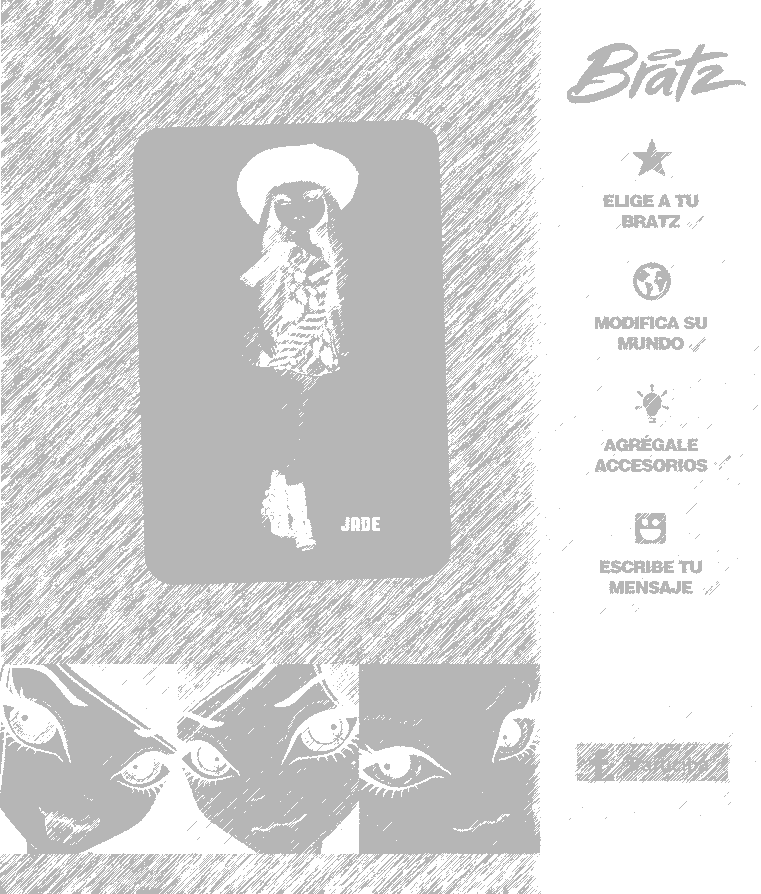 Bratz
ELIGE A TU
BRATZ
MODIFICA SU
MUNDO
AGRÉGALE
ACCESORIOS
JADE
ESCRIBE TU
MENSAJE